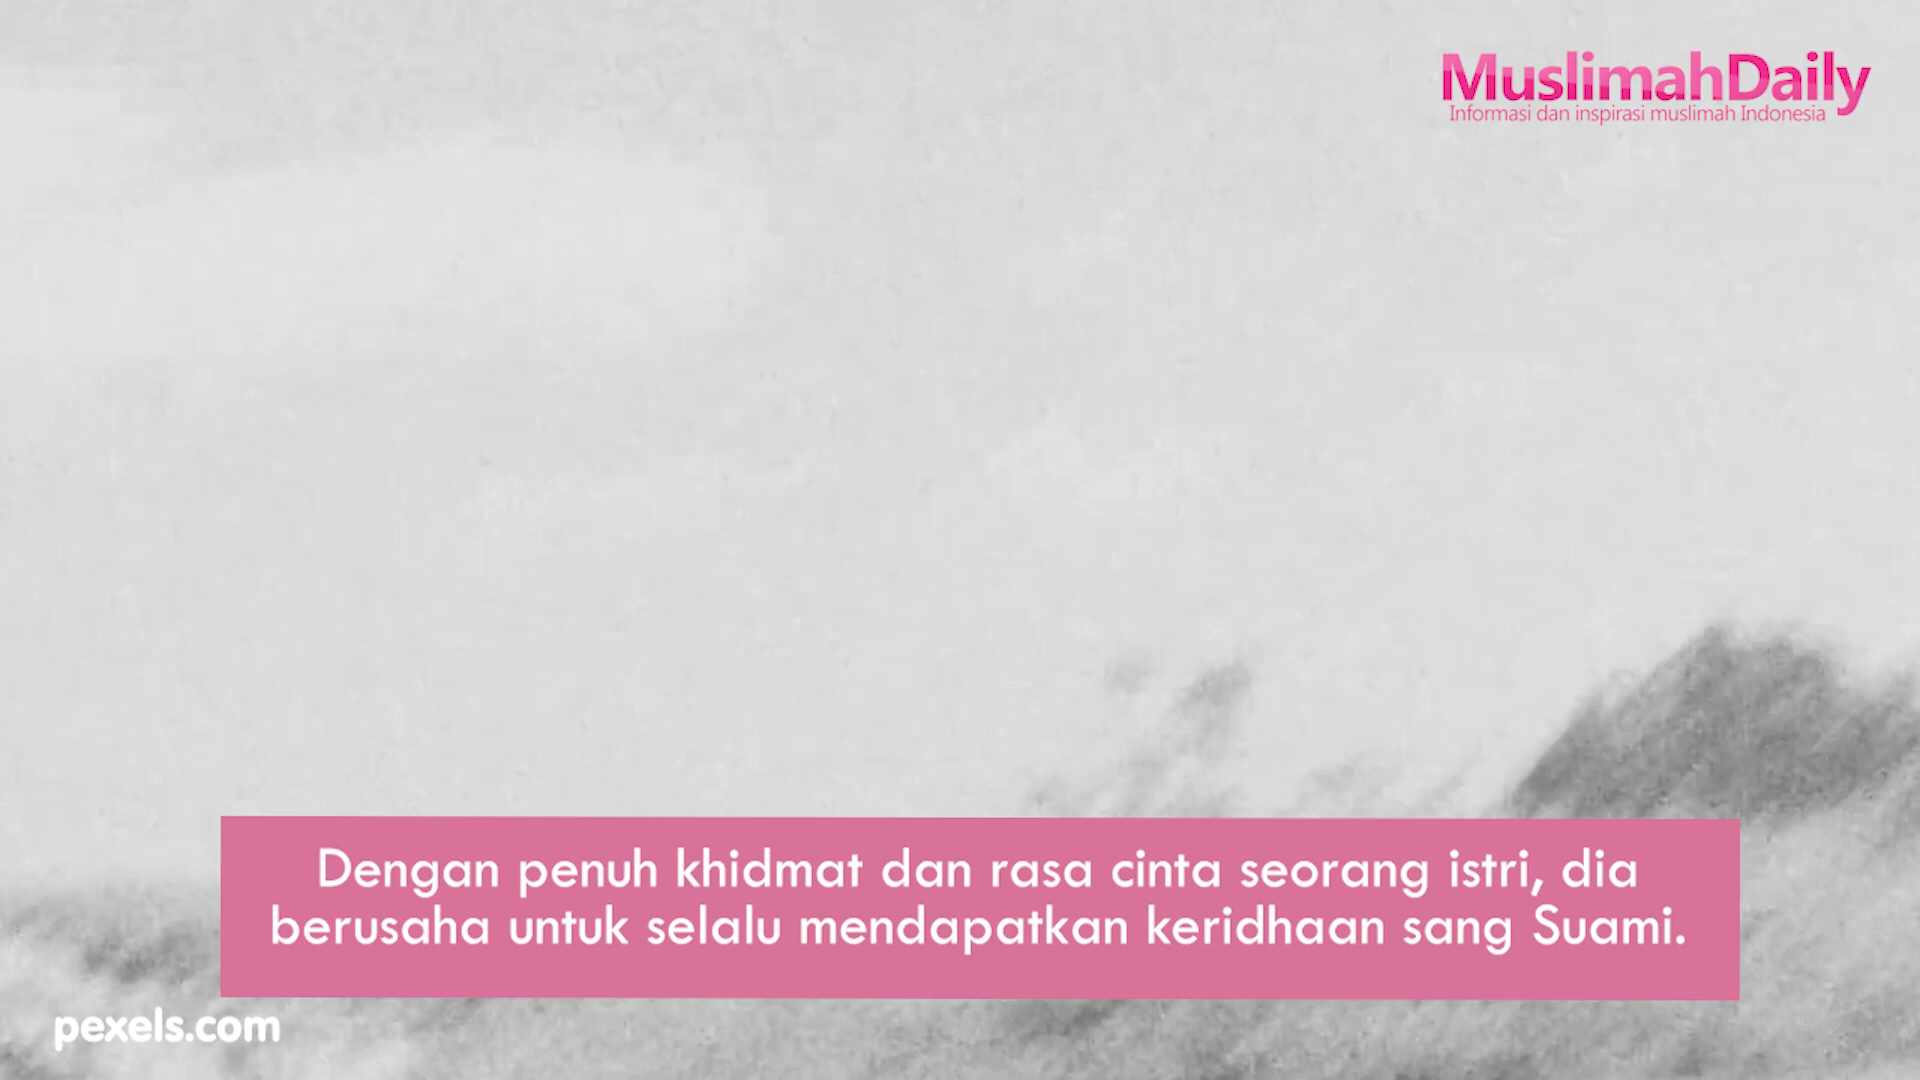 MuslimahDaily
Informasi dan inspirasi muslimah Indonesia
Dengan penuh khidmat dan rasa cinta seorang istri, dia
berusaha untuk selalu mendapatkan keridhaan sang Suami.
pexels.com